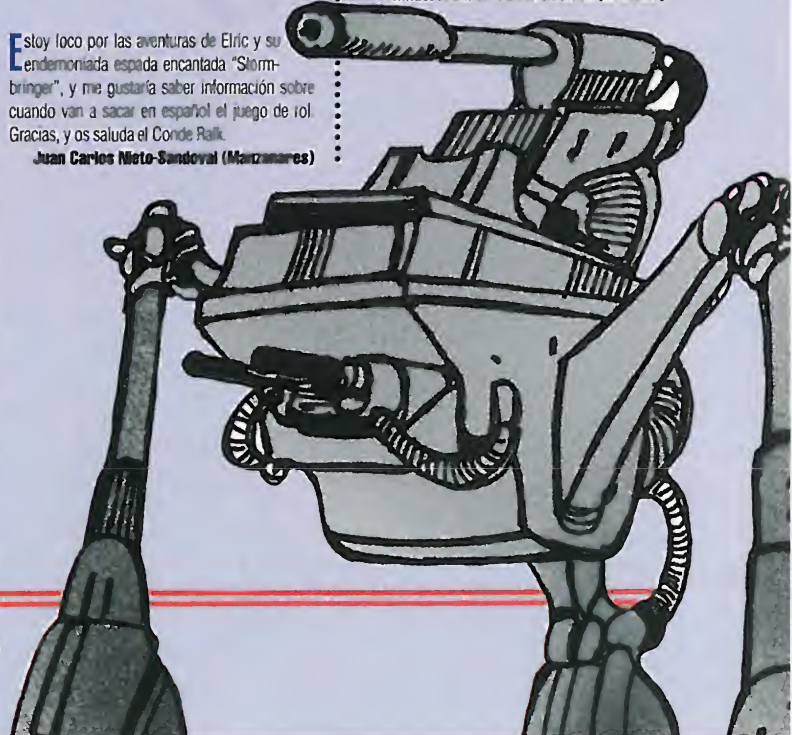 Estoy loco por las aventuras de Elric y su
endemoniada espada encantada "Storm-
bringer", y me gustaría saber información sobre
cuando van a sacar en español el juego de rol.
Gracias, y os saluda el Conde Ralk.
Juan Carlos Nieto-Sandoval (Manzanares)